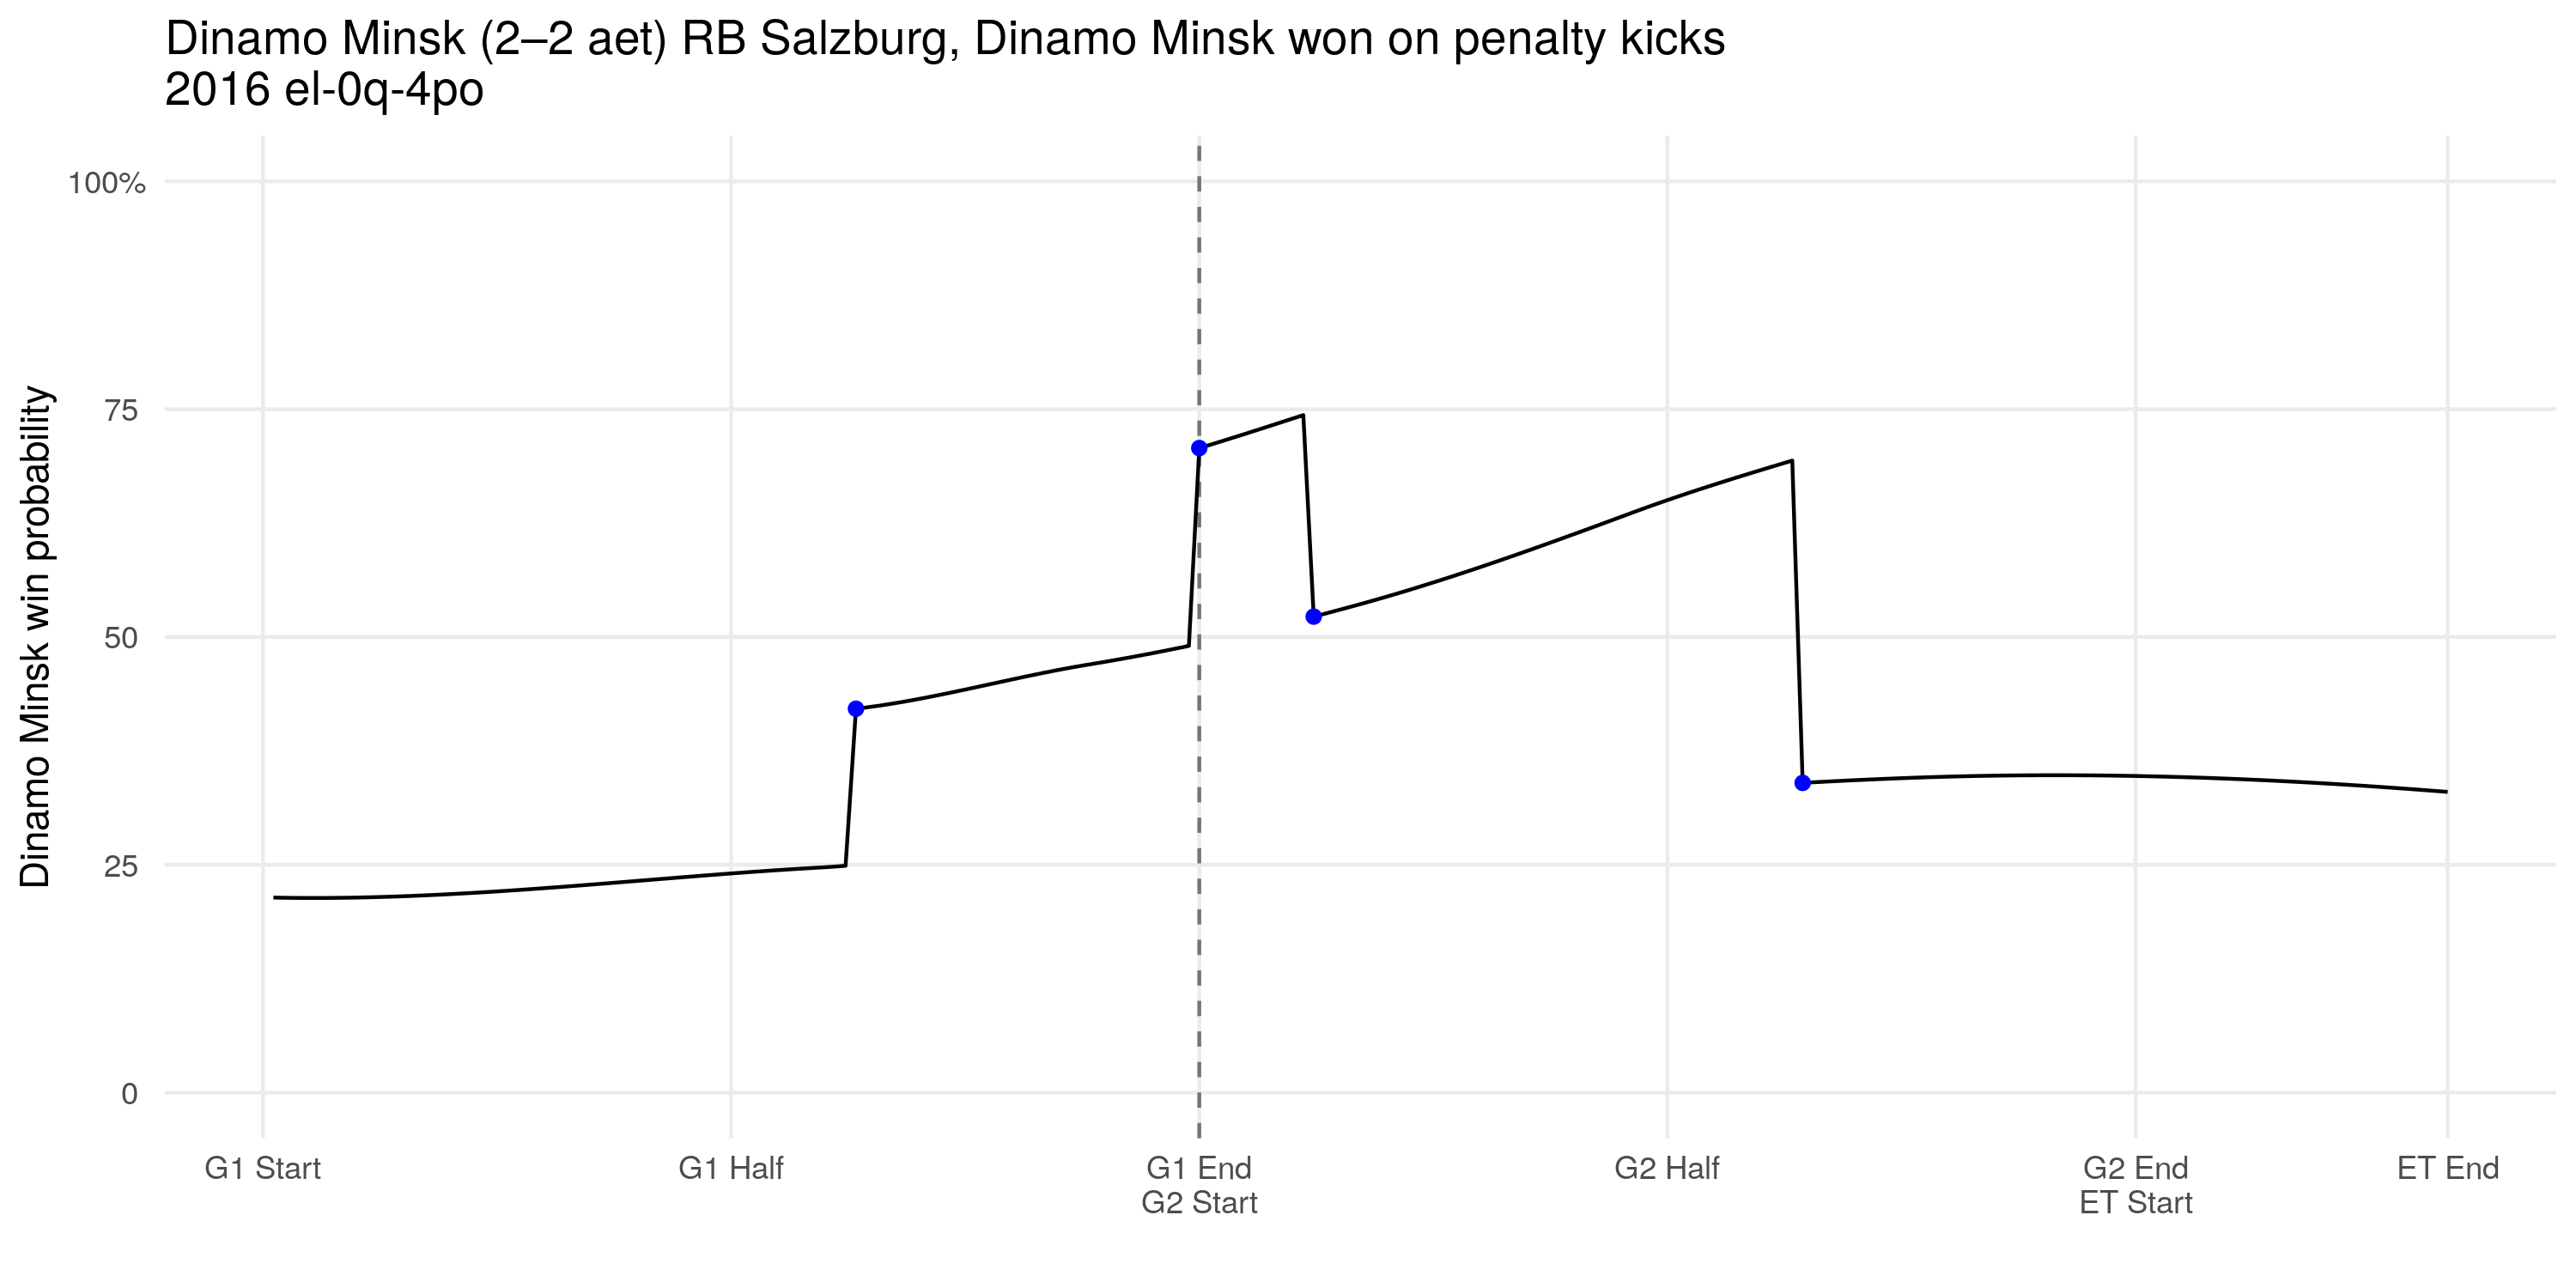 Dinamo Minsk (2–2 aet) RB Salzburg, Dinamo Minsk won on penalty kicks
2016 el-0q-4po
Dinamo Minsk win probability
100%
75
50
25
0
G1 Start
G1 Half
G1 End
G2 Start
G2 Half
G2 End
ET Start
ET End